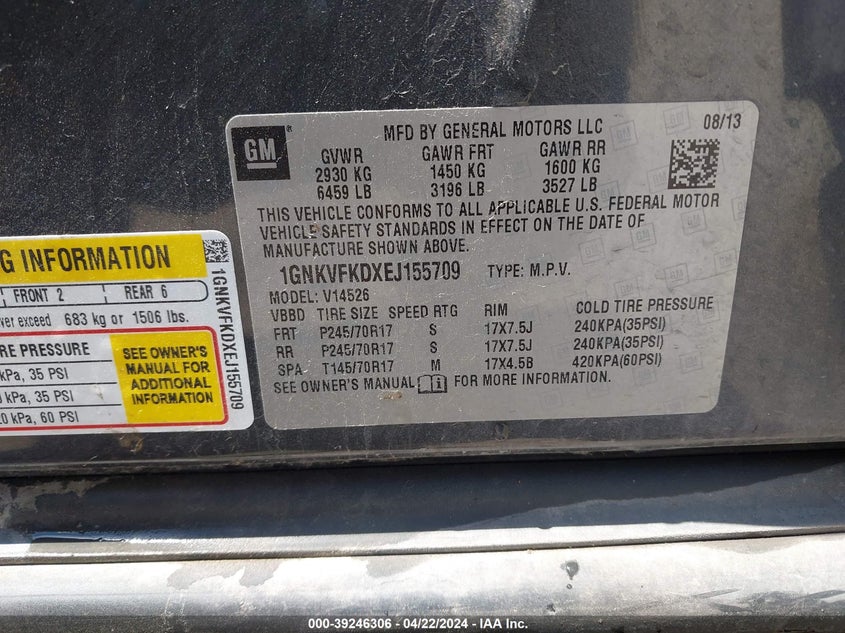 GM
MFD BY GENERAL MOTORS LLC
08/13
GVWR GAWR FRT GAWR RR
2930 KG 1450 KG 1600 KG
6459 LB 3196 LB 3527 LB
THIS VEHICLE CONFORMS TO ALL APPLICABLE U.S. FEDERAL MOTOR
VEHICLE SAFETY STANDARDS IN EFFECT ON THE DATE OF
MANUFACTURE SHOWN ABOVE.
1GNKVFKDXEJ155709 TYPE: M.P.V.
MODEL: V14526
VBBD TIRE SIZE SPEED RTG RIM COLD TIRE PRESSURE
FRT P245/70R17 S 17X7.5J 240KPA(35PSI)
RR P245/70R17 S 17X7.5J 240KPA(35PSI)
SPA T145/70R17 M 17X4.5B 420KPA(60PSI)
SEE OWNER'S MANUAL FOR MORE INFORMATION.
G INFORMATION
FRONT 2 REAR 6
ver exceed 683 kg or 1506 lbs.
RE PRESSURE
kPa, 35 PSI
0 kPa, 35 PSI
20 kPa, 60 PSI
SEE OWNER'S
MANUAL FOR
ADDITIONAL
INFORMATION
1GNKVFKDXEJ155709
000-39246306 - 04/22/2024 - IAA Inc.